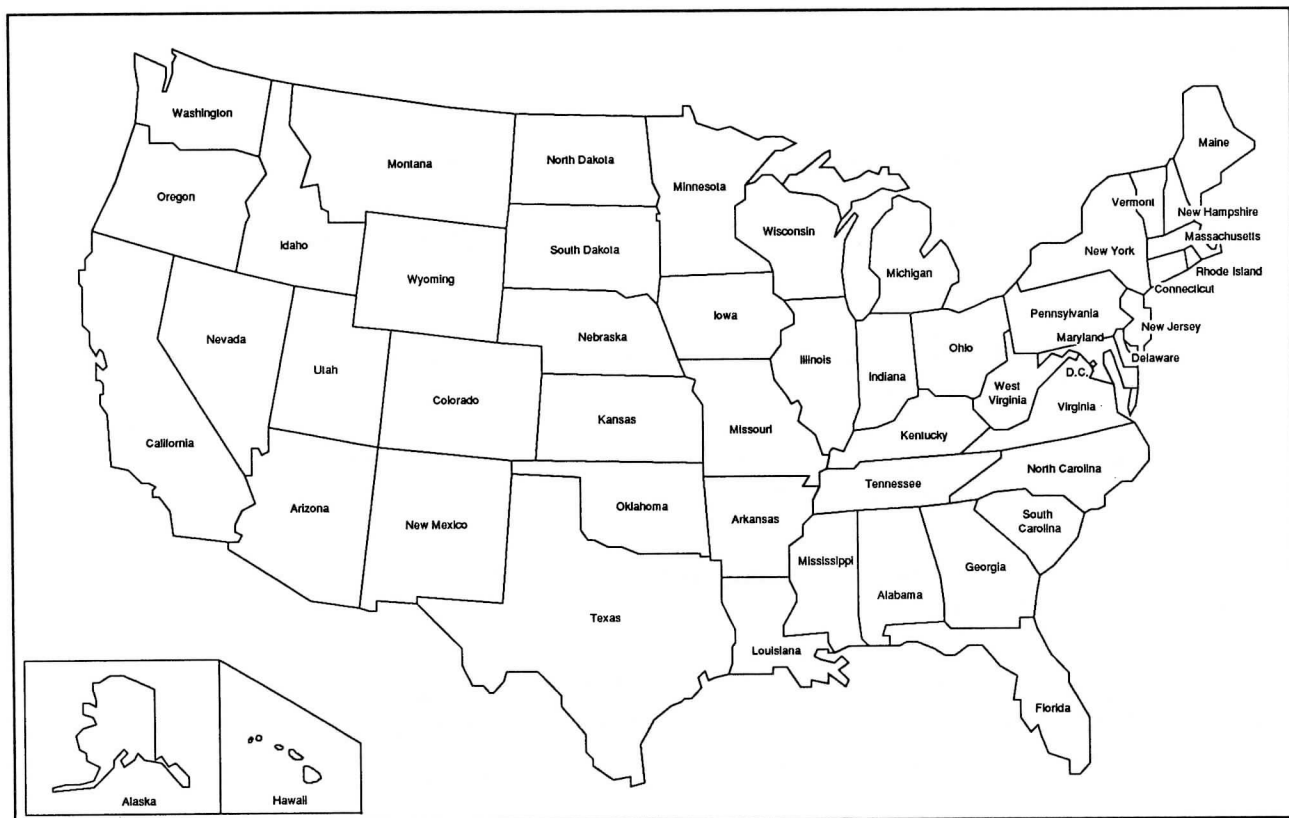 Washington
Montana
North Dakota
Minnesota
Maine
Oregon
Idaho
Wyoming
South Dakota
Wisconsin
Michigan
Vermont
New Hampshire
New York
Massachusetts
Rhode Island
Connecticut
Nevada
Utah
Colorado
Nebraska
Iowa
Illinois
Indiana
Ohio
Pennsylvania
New Jersey
Maryland
Delaware
D.C.
West
Virginia
Virginia
California
Kansas
Missouri
Kentucky
Arizona
New Mexico
Oklahoma
Arkansas
Tennessee
North Carolina
South
Carolina
Texas
Louisiana
Mississippi
Alabama
Georgia
Florida
Alaska
Hawaii